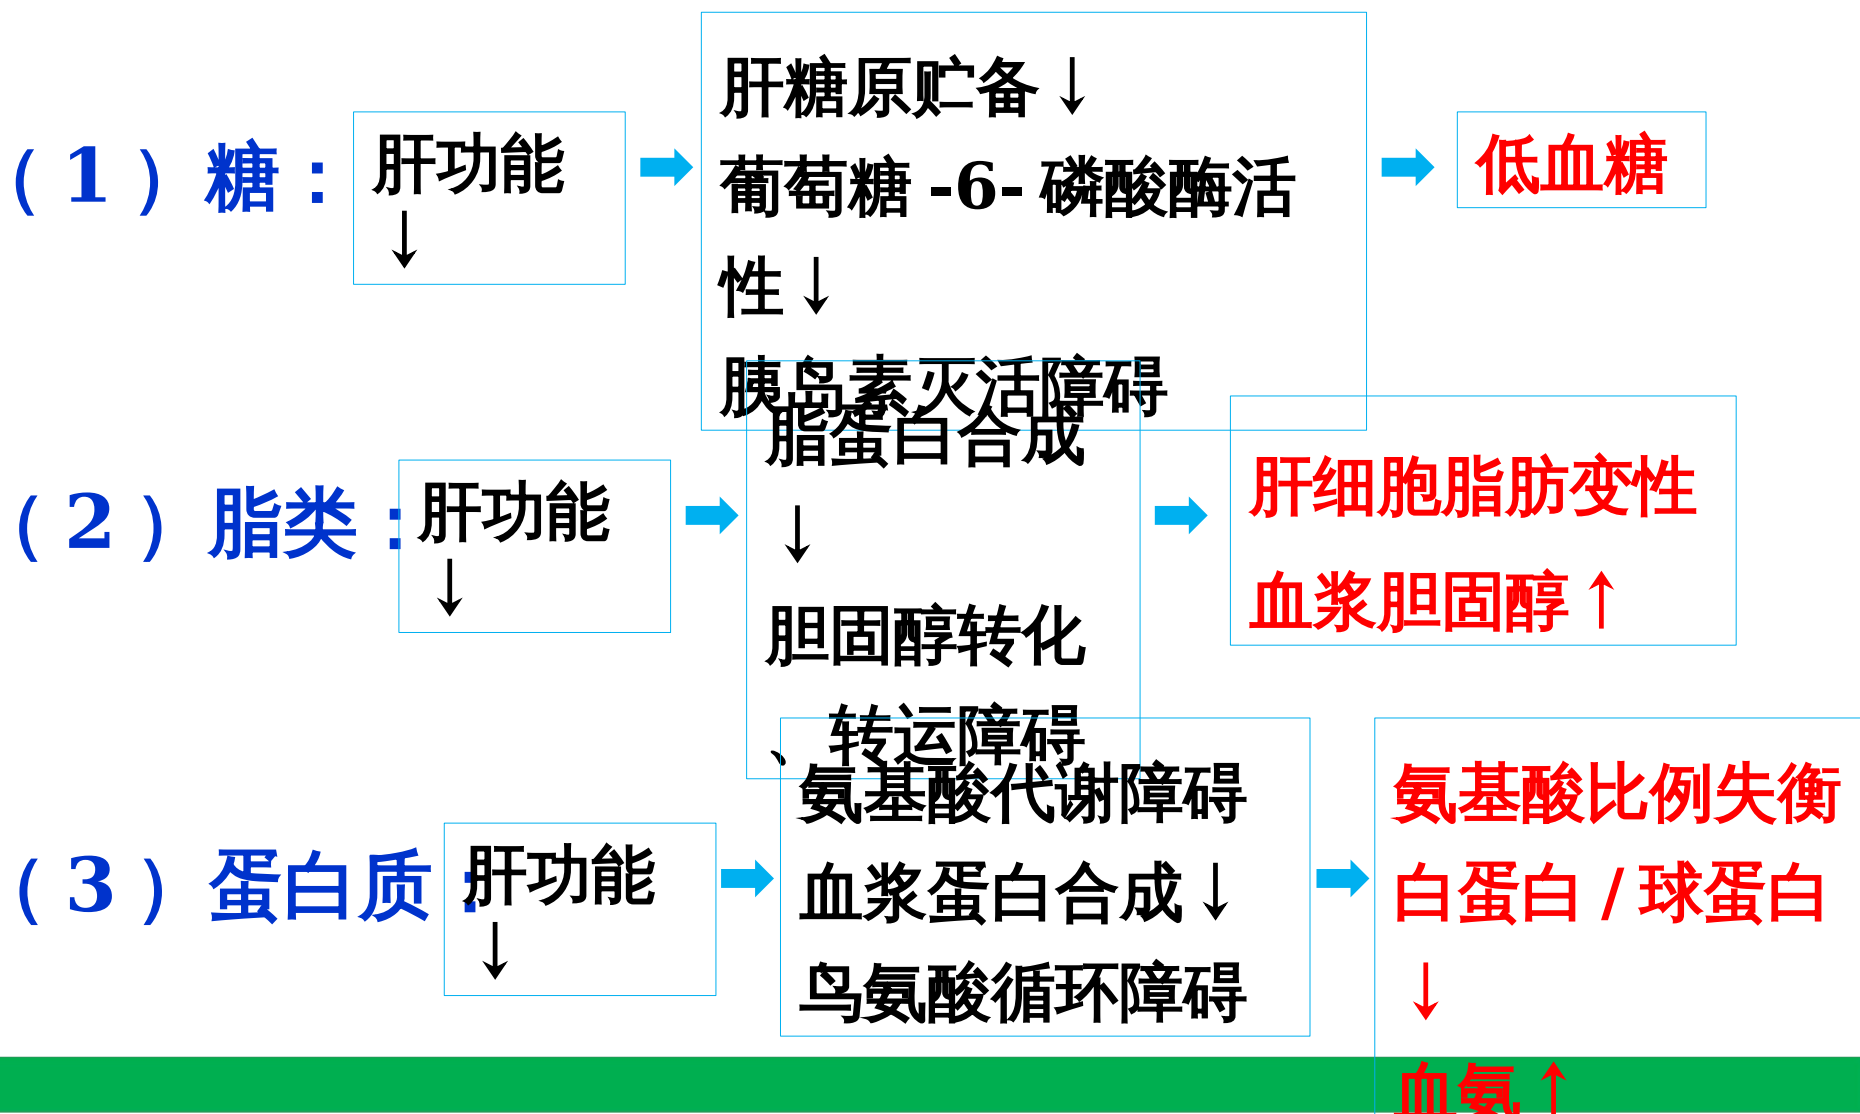 （1）糖：
肝功能
↓
肝糖原贮备↓
葡萄糖-6-磷酸酶活
性↓
胰岛素灭活障碍
低血糖
（2）脂类：
肝功能
↓
脂蛋白合成
↓
胆固醇转化
、转运障碍
肝细胞脂肪变性
血浆胆固醇↑
（3）蛋白质：
肝功能
↓
氨基酸代谢障碍
血浆蛋白合成↓
鸟氨酸循环障碍
氨基酸比例失衡
白蛋白/球蛋白
↓
血氨↑